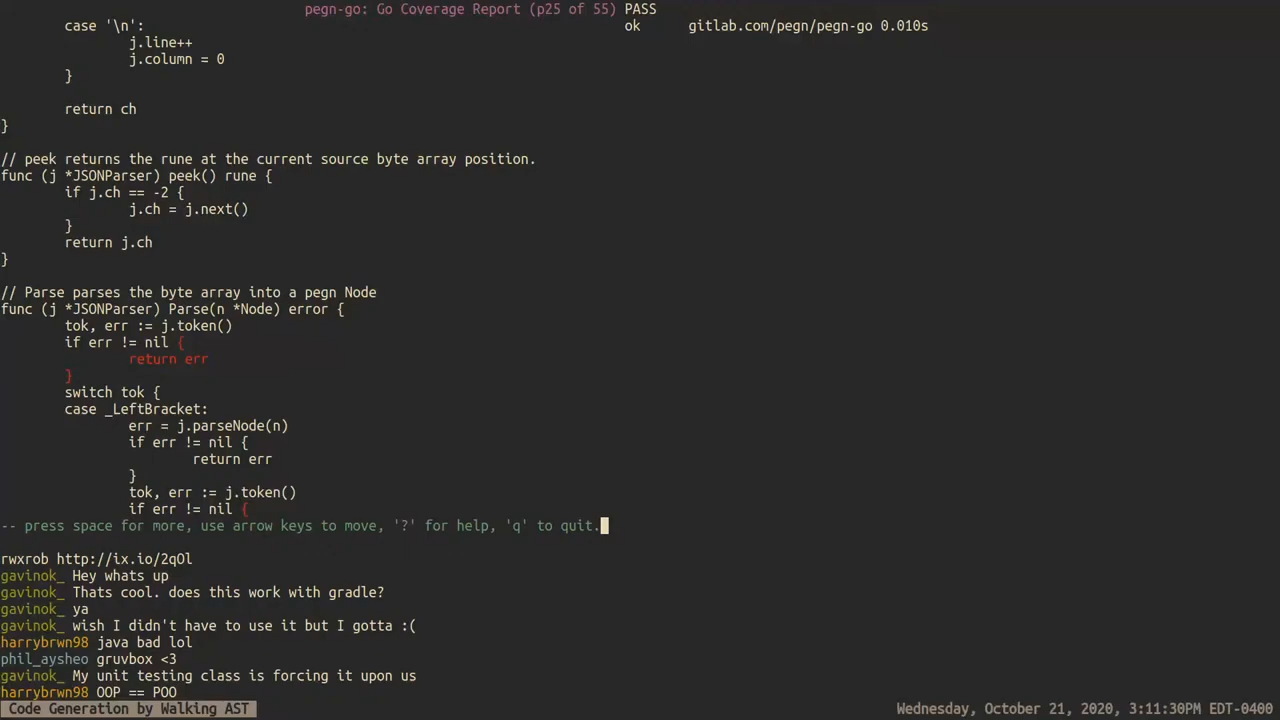 pegn-go: Go Coverage Report (p25 of 55)
        case '\n':
                j.line++
                j.column = 0
        }

        return ch
}

// peek returns the rune at the current source byte array position.
func (j *JSONParser) peek() rune {
        if j.ch == -2 {
                j.ch = j.next()
        }
        return j.ch
}

// Parse parses the byte array into a pegn Node
func (j *JSONParser) Parse(n *Node) error {
        tok, err := j.token()
        if err != nil {
                return err
        }
        switch tok {
        case _LeftBracket:
                err = j.parseNode(n)
                if err != nil {
                        return err
                }
                tok, err := j.token()
                if err != nil {
-- press space for more, use arrow keys to move, '?' for help, 'q' to quit.
PASS
ok      gitlab.com/pegn/pegn-go 0.010s
rwxrob http://ix.io/2qOl
gavinok_ Hey whats up
gavinok_ Thats cool. does this work with gradle?
gavinok_ ya
gavinok_ wish I didn't have to use it but I gotta :(
harrybrwn98 java bad lol
phil_aysheo gruvbox <3
gavinok_ My unit testing class is forcing it upon us
harrybrwn98 OOP == POO
Code Generation by Walking AST
Wednesday, October 21, 2020, 3:11:30PM EDT-0400